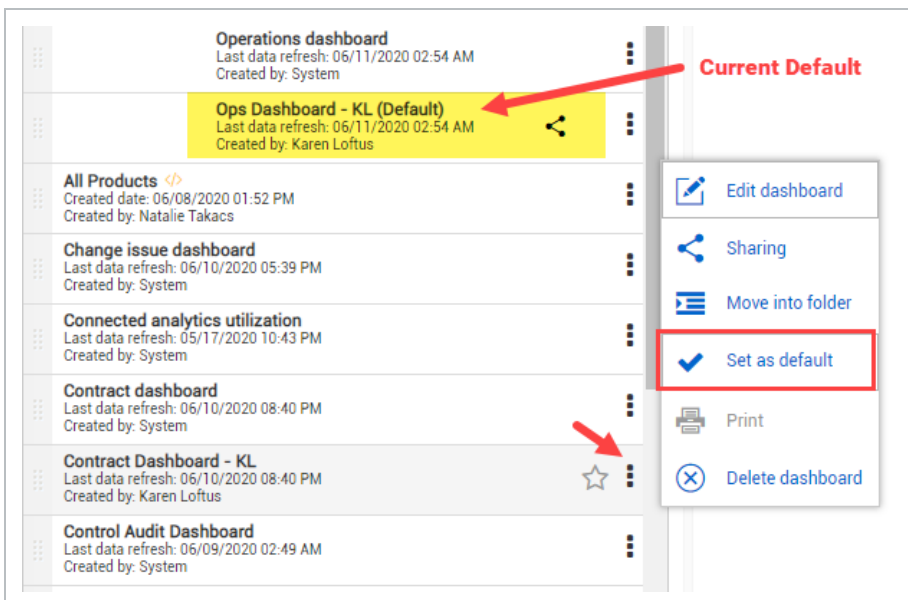 Operations dashboard
Last data refresh: 06/11/2020 02:54 AM
Created by: System
Current Default
Ops Dashboard - KL (Default)
Last data refresh: 06/11/2020 02:54 AM
Created by: Karen Loftus
All Products </>
Created date: 06/08/2020 01:52 PM
Created by: Natalie Takacs
Change issue dashboard
Last data refresh: 06/10/2020 05:39 PM
Created by: System
Connected analytics utilization
Last data refresh: 05/17/2020 10:43 PM
Created by: System
Contract dashboard
Last data refresh: 06/10/2020 08:40 PM
Created by: System
Contract Dashboard - KL
Last data refresh: 06/10/2020 08:40 PM
Created by: Karen Loftus
Control Audit Dashboard
Last data refresh: 06/09/2020 02:49 AM
Created by: System
Edit dashboard
Sharing
Move into folder
Set as default
Print
Delete dashboard